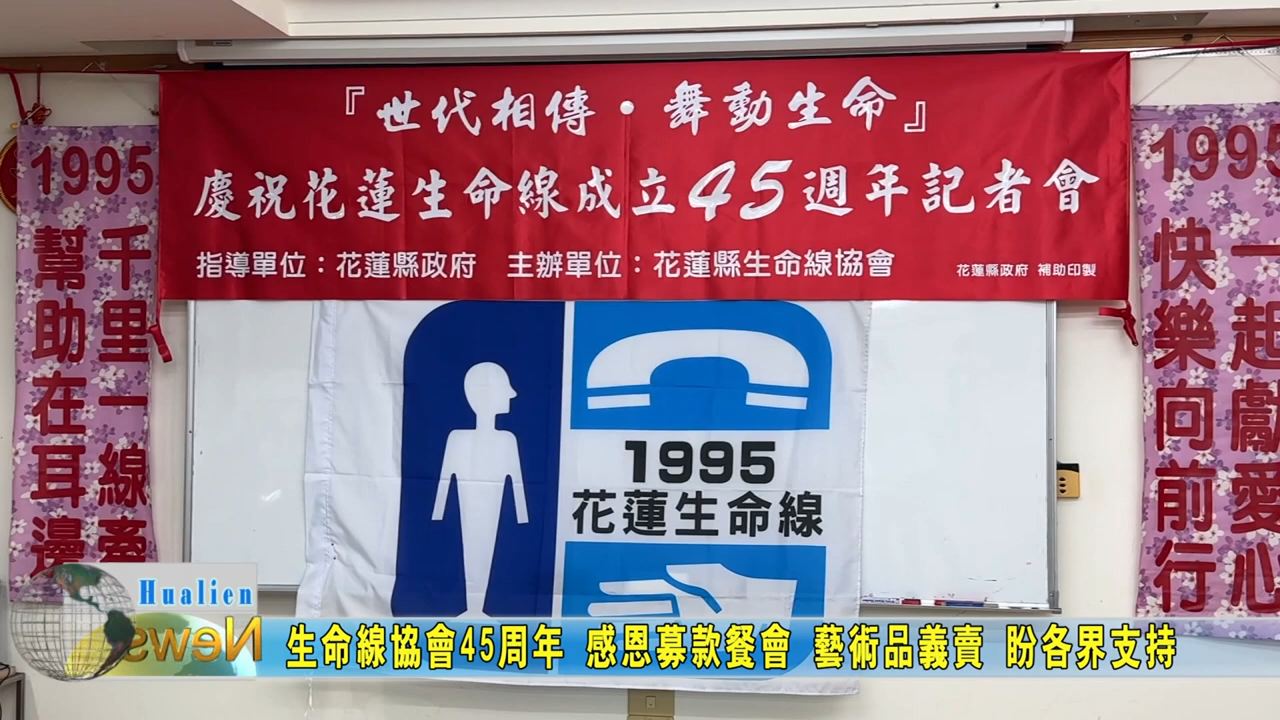 『世代相傳•舞動生命』
慶祝花蓮生命線成立45週年記者會
指導單位：花蓮縣政府 主辦單位：花蓮縣生命線協會
花蓮縣政府 補助印製
1995
千里一線牽
幫助在耳邊
1995
一起獻愛心
快樂向前行
1995
花蓮生命線
Hualien
News
生命線協會45周年 感恩募款餐會 藝術品義賣 盼各界支持